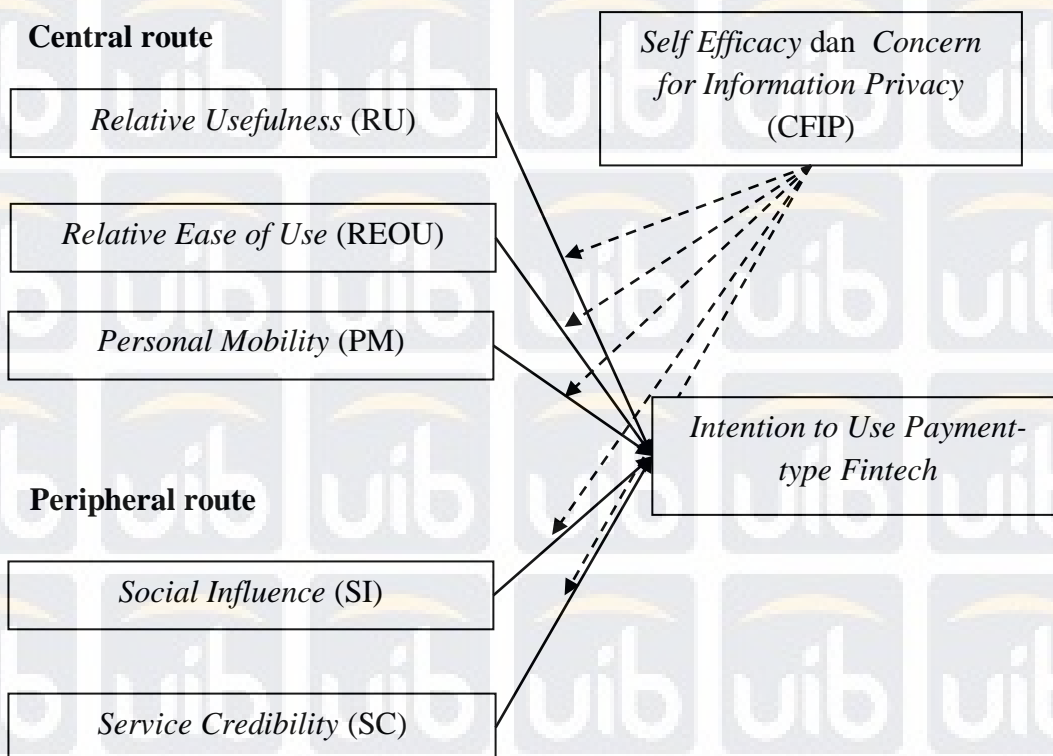 Central route
Relative Usefulness (RU)
Relative Ease of Use (REOU)
Personal Mobility (PM)
Peripheral route
Social Influence (SI)
Service Credibility (SC)
Self Efficacy dan Concern
for Information Privacy
(CFIP)
Intention to Use Payment-
type Fintech
uib